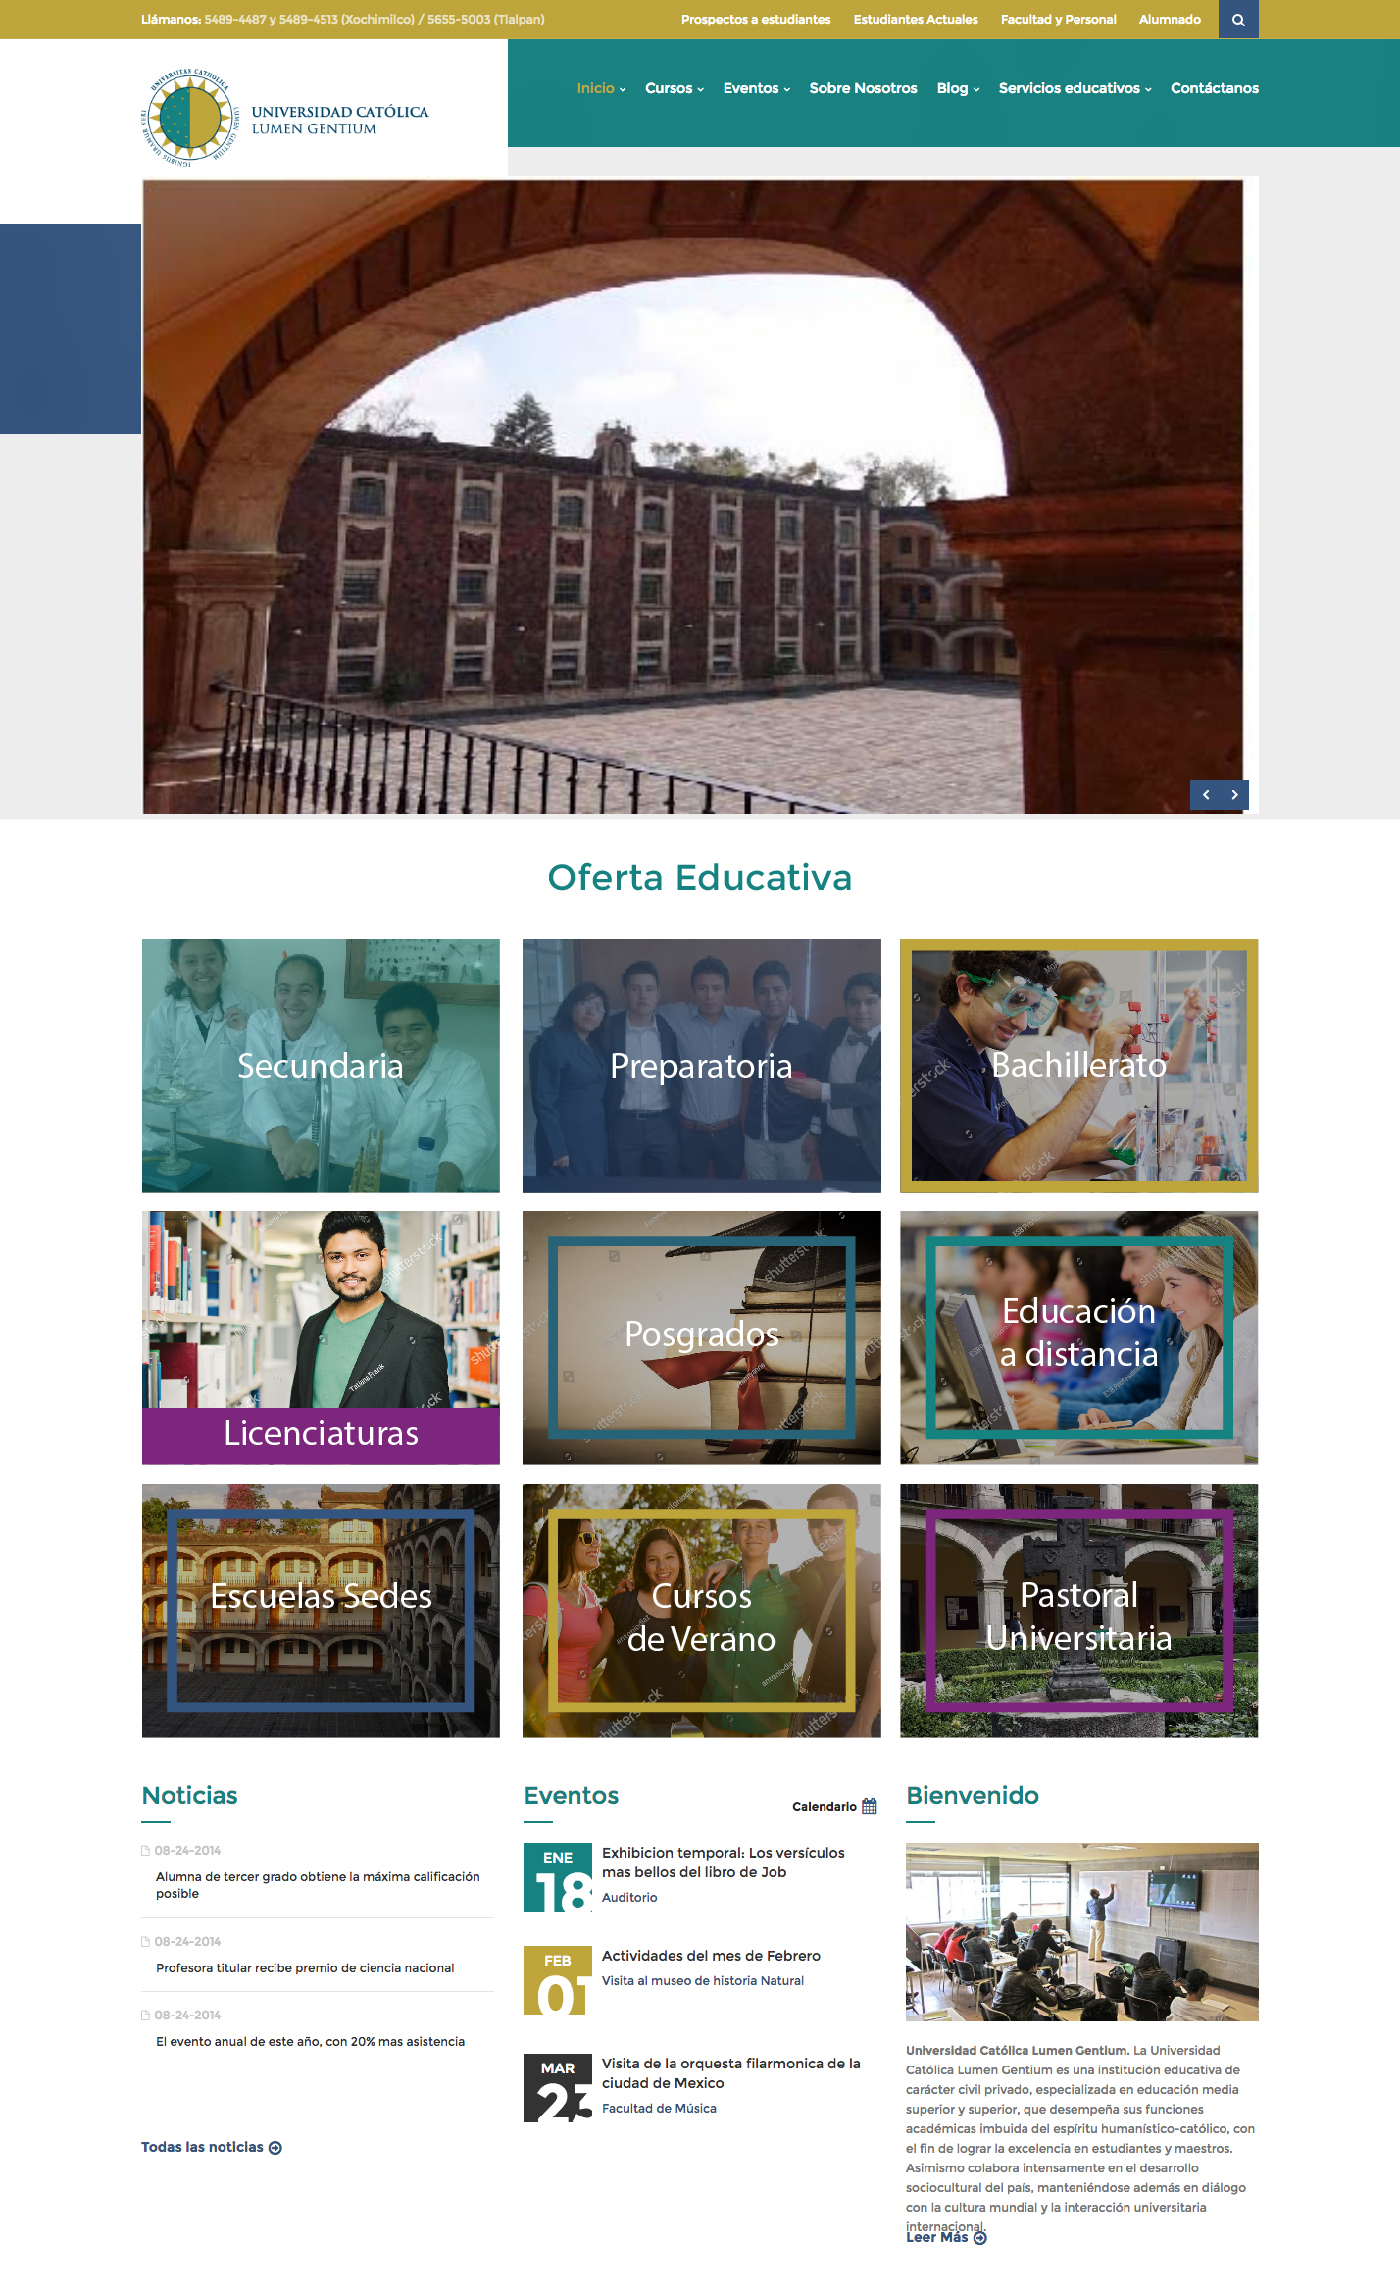 Llámanos: 5489-4487 y 5489-4513 (Xochimilco) / 5655-5003 (Tlalpan)
Prospectos a estudiantes Estudiantes Actuales Facultad y Personal Alumnado
UNIVERSITAS CATHOLICA LUMEN GENTIUM
UNIVERSIDAD CATÓLICA
LUMEN GENTIUM
Inicio Cursos Eventos Sobre Nosotros Blog Servicios educativos Contáctanos
Oferta Educativa
Secundaria
Preparatoria
Bachillerato
Licenciaturas
Posgrados
Educación
a distancia
Escuelas Sedes
Cursos
de Verano
Pastoral
Universitaria
Noticias
08-24-2014
Alumna de tercer grado obtiene la máxima calificación
posible
08-24-2014
Profesora titular recibe premio de ciencia nacional
08-24-2014
El evento anual de este año, con 20% mas asistencia
Todas las noticias
Eventos
Calendario
ENE
18
Exhibicion temporal: Los versículos
mas bellos del libro de Job
Auditorio
FEB
01
Actividades del mes de Febrero
Visita al museo de historia Natural
MAR
23
Visita de la orquesta filarmonica de la
ciudad de Mexico
Facultad de Música
Bienvenido
Universidad Católica Lumen Gentium. La Universidad
Católica Lumen Gentium es una institución educativa de
carácter civil privado, especializada en educación media
superior y superior, que desempeña sus funciones
académicas imbuida del espíritu humanístico-católico, con
el fin de lograr la excelencia en estudiantes y maestros.
Asimismo colabora intensamente en el desarrollo
sociocultural del país, manteniéndose además en diálogo
con la cultura mundial y la interacción universitaria
internacional.
Leer Más